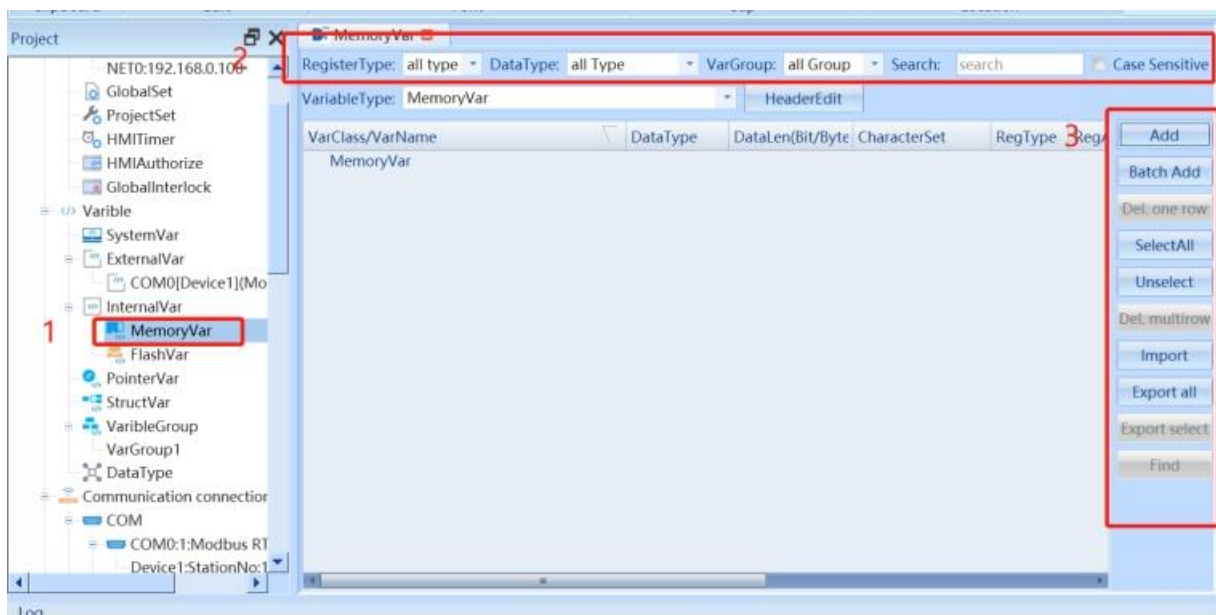 Project
NET0:192.168.0.100
GlobalSet
ProjectSet
HMITimer
HMIAuthorize
GlobalInterlock
Varible
SystemVar
ExternalVar
COM0[Device1](Mo
InternalVar
1
MemoryVar
FlashVar
PointerVar
StructVar
VaribleGroup
VarGroup1
DataType
Communication connection
COM
COM0:1:Modbus RT
Device1:StationNo:1
Log
2
MemoryVar
RegisterType: all type DataType: all Type VarGroup: all Group Search: search Case Sensitive
VariableType: MemoryVar HeaderEdit
VarClass/VarName DataType DataLen(Bit/Byte CharacterSet RegType RegA
MemoryVar
3
Add
Batch Add
Del. one row
SelectAll
Unselect
Del. multirow
Import
Export all
Export select
Find